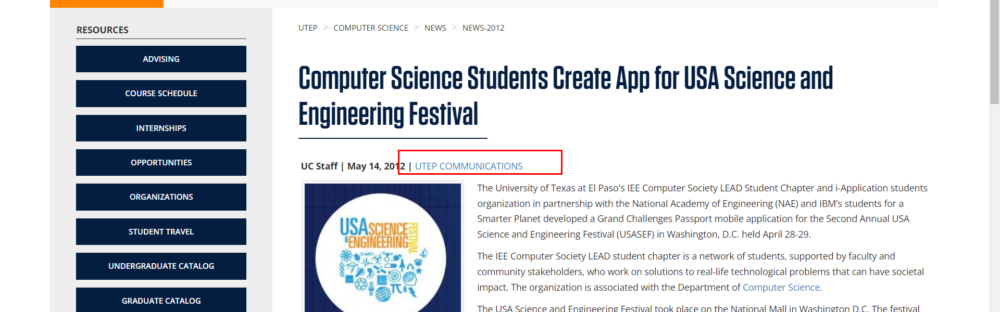 RESOURCES
ADVISING
COURSE SCHEDULE
INTERNSHIPS
OPPORTUNITIES
ORGANIZATIONS
STUDENT TRAVEL
UNDERGRADUATE CATALOG
GRADUATE CATALOG
UTEP > COMPUTER SCIENCE > NEWS > NEWS-2012
Computer Science Students Create App for USA Science and
Engineering Festival
UC Staff | May 14, 2012 | UTEP COMMUNICATIONS
USA SCIENCE
& ENGINEERING
FESTIVAL
E=MC²
The University of Texas at El Paso's IEE Computer Society LEAD Student Chapter and i-Application students
organization in partnership with the National Academy of Engineering (NAE) and IBM's students for a
Smarter Planet developed a Grand Challenges Passport mobile application for the Second Annual USA
Science and Engineering Festival (USASEF) in Washington, D.C. held April 28-29.
The IEE Computer Society LEAD student chapter is a network of students, supported by faculty and
community stakeholders, who work on solutions to real-life technological problems that can have societal
impact. The organization is associated with the Department of Computer Science.
The USA Science and Engineering Festival took place on the National Mall in Washington D.C. The festival